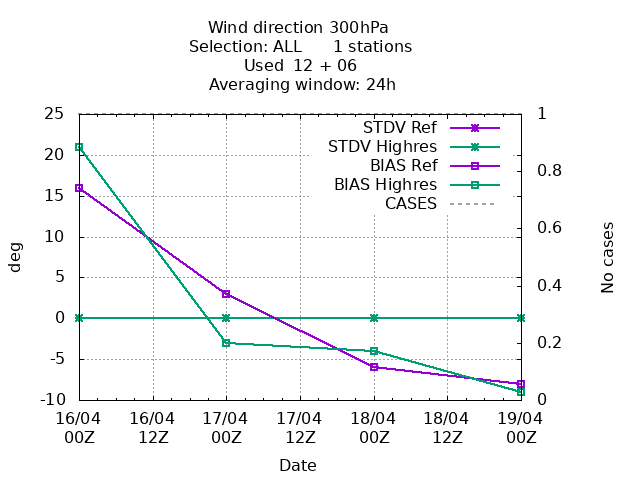 Wind direction 300hPa
Selection: ALL 1 stations
Used 12 + 06
Averaging window: 24h
25
20
15
10
5
0
-5
-10
deg
1
0.8
0.6
0.4
0.2
0
No cases
STDV Ref
STDV Highres
BIAS Ref
BIAS Highres
CASES
16/04 16/04 17/04 17/04 18/04 18/04 19/04
00Z 12Z 00Z 12Z 00Z 12Z 00Z
Date